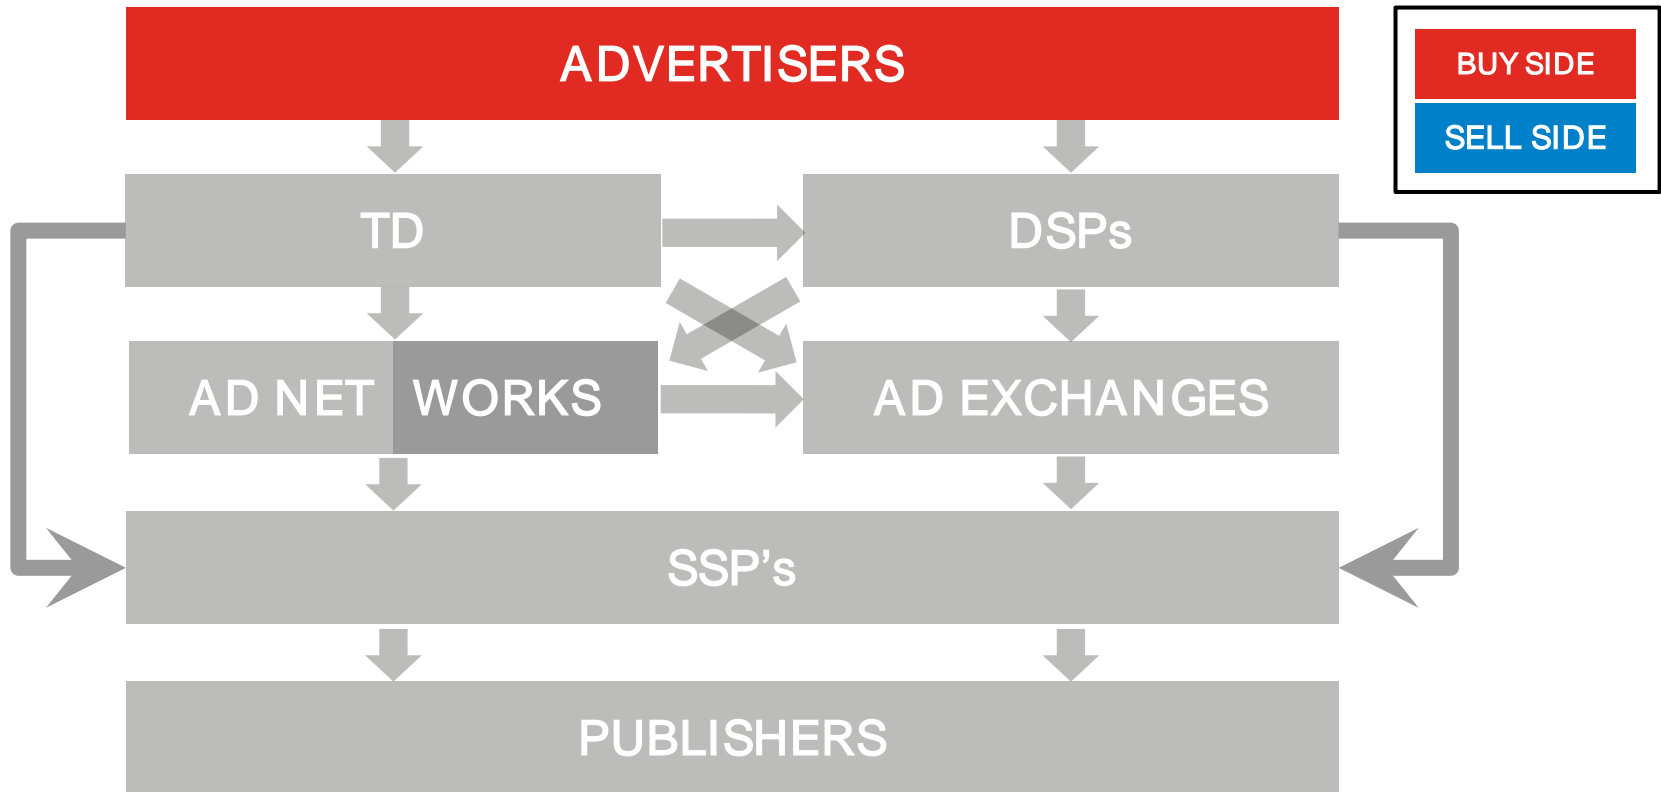 ADVERTISERS
BUY SIDE
SELL SIDE
TD
DSPs
AD NET WORKS
AD EXCHANGES
SSP’s
PUBLISHERS